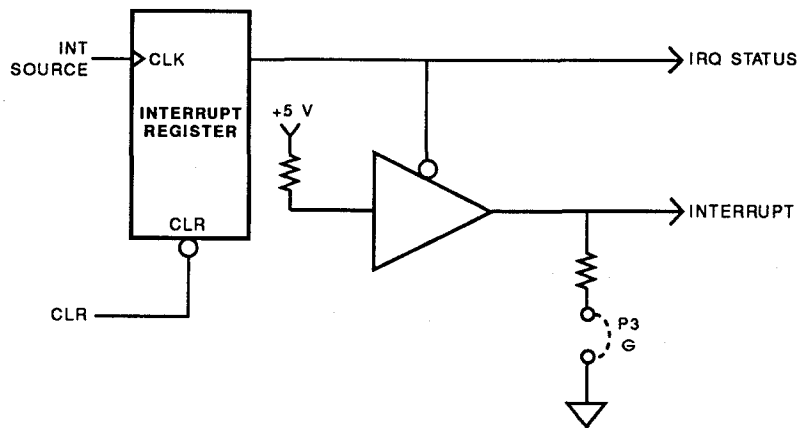 INT
SOURCE
CLK
IRQ STATUS
INTERRUPT
REGISTER
+5 V
CLR
INTERRUPT
CLR
P3
G